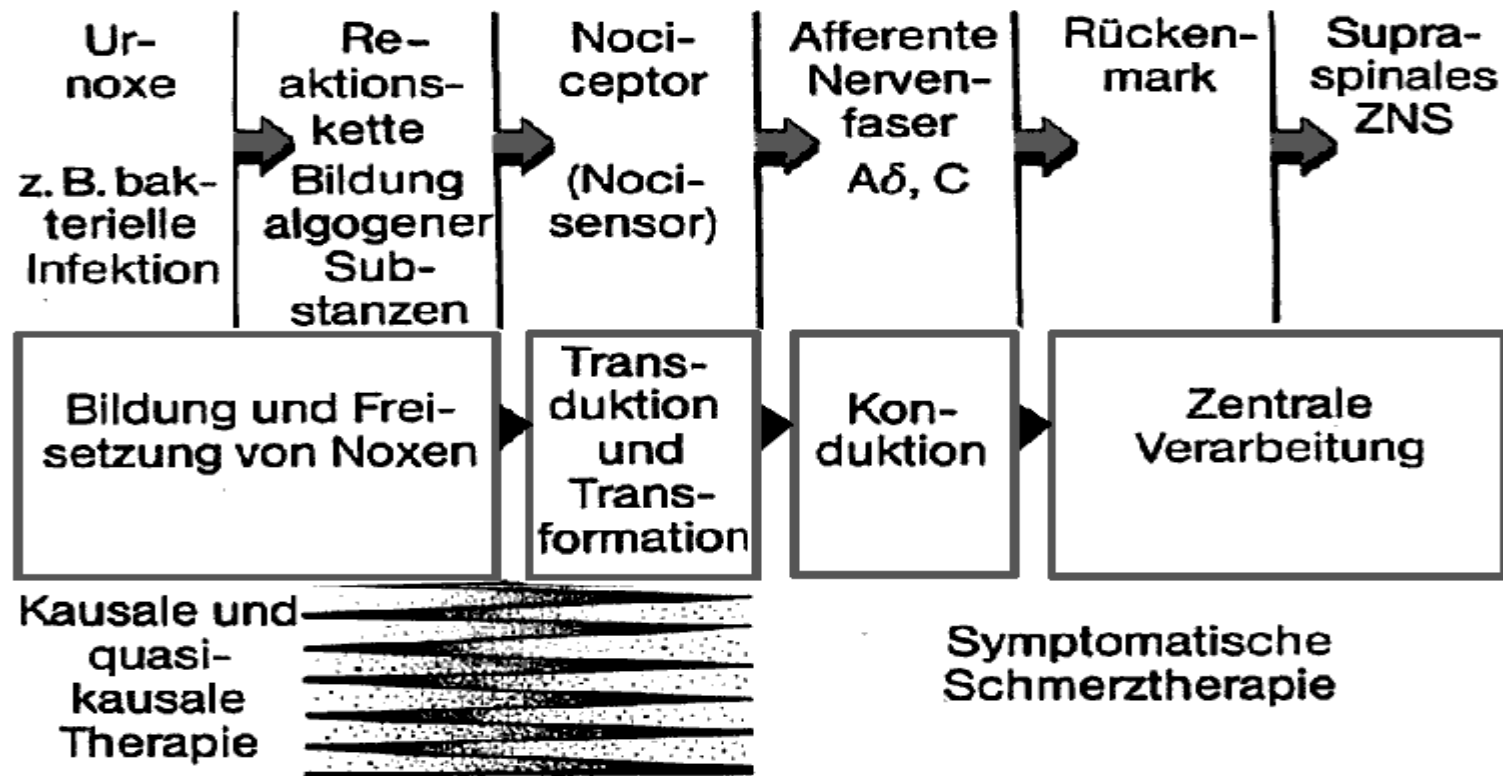 Ur-
noxe
z. B. bak-
terielle
Infektion
Re-
aktions-
kette
Bildung
algogener
Sub-
stanzen
Noci-
ceptor
(Noci-
sensor)
Afferente
Nerven-
faser
Aδ, C
Rücken-
mark
Supra-
spinales
ZNS
Bildung und Frei-
setzung von Noxen
Trans-
duktion
und
Trans-
formation
Kon-
duktion
Zentrale
Verarbeitung
Kausale und
quasi-
kausale
Therapie
Symptomatische
Schmerztherapie